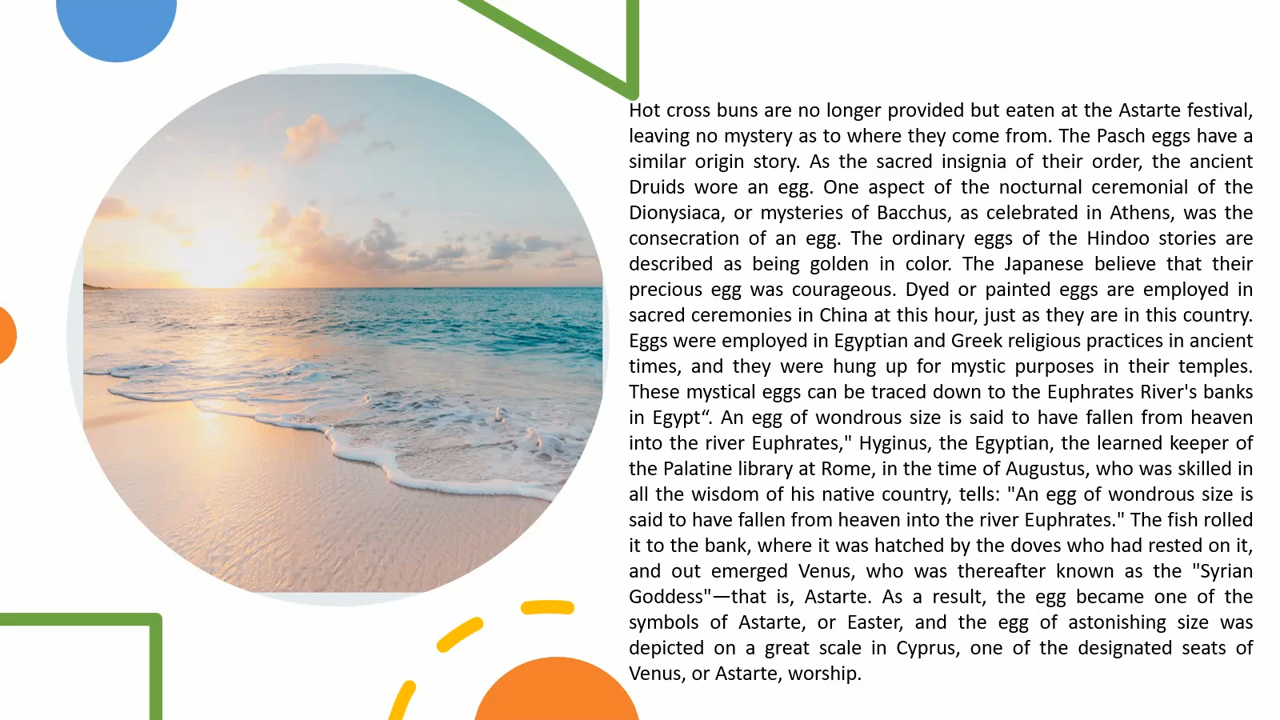 Hot cross buns are no longer provided but eaten at the Astarte festival,
leaving no mystery as to where they come from. The Pasch eggs have a
similar origin story. As the sacred insignia of their order, the ancient
Druids wore an egg. One aspect of the nocturnal ceremonial of the
Dionysiaca, or mysteries of Bacchus, as celebrated in Athens, was the
consecration of an egg. The ordinary eggs of the Hindoo stories are
described as being golden in color. The Japanese believe that their
precious egg was courageous. Dyed or painted eggs are employed in
sacred ceremonies in China at this hour, just as they are in this country.
Eggs were employed in Egyptian and Greek religious practices in ancient
times, and they were hung up for mystic purposes in their temples.
These mystical eggs can be traced down to the Euphrates River's banks
in Egypt“. An egg of wondrous size is said to have fallen from heaven
into the river Euphrates," Hyginus, the Egyptian, the learned keeper of
the Palatine library at Rome, in the time of Augustus, who was skilled in
all the wisdom of his native country, tells: "An egg of wondrous size is
said to have fallen from heaven into the river Euphrates." The fish rolled
it to the bank, where it was hatched by the doves who had rested on it,
and out emerged Venus, who was thereafter known as the "Syrian
Goddess"—that is, Astarte. As a result, the egg became one of the
symbols of Astarte, or Easter, and the egg of astonishing size was
depicted on a great scale in Cyprus, one of the designated seats of
Venus, or Astarte, worship.